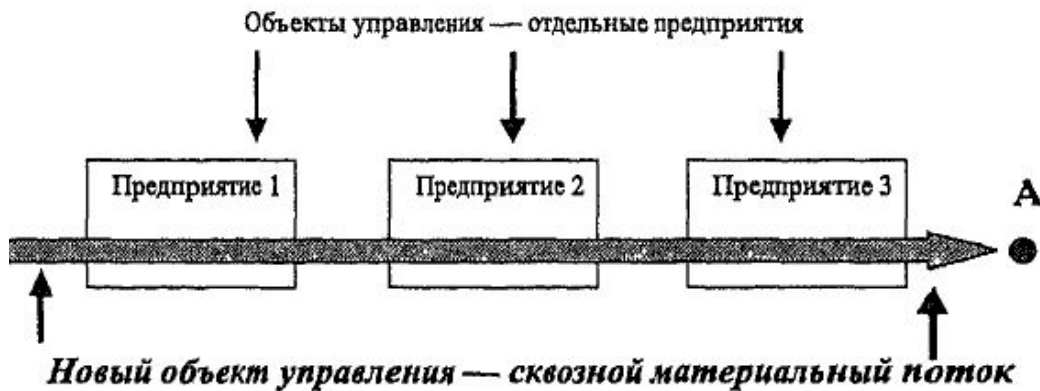 Объекты управления — отдельные предприятия
Предприятие 1
Предприятие 2
Предприятие 3
А
Новый объект управления — сквозной материальный поток